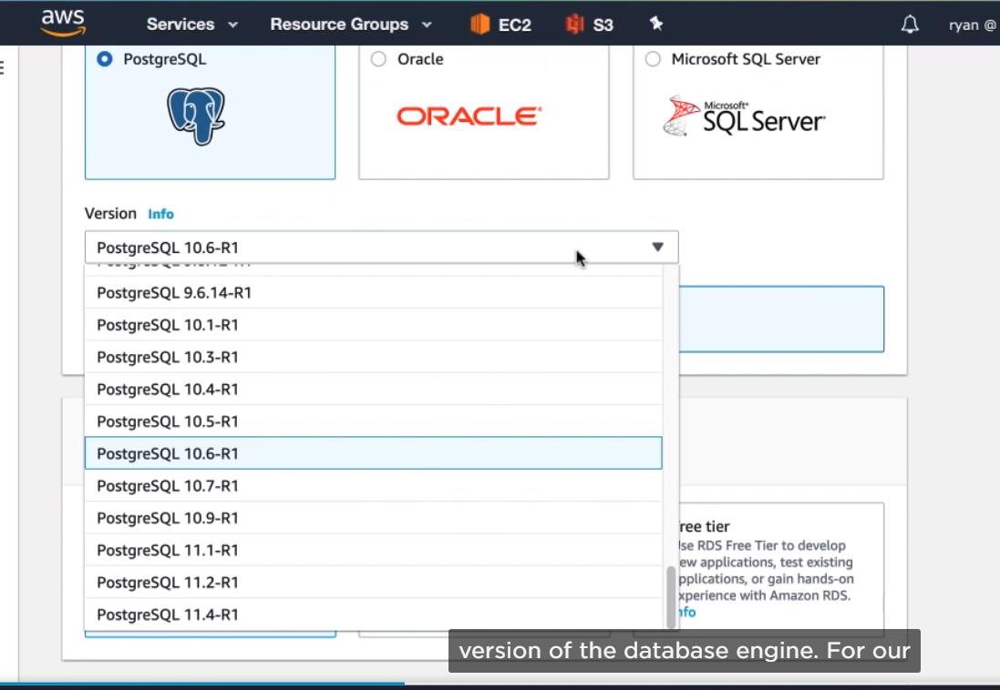 aws
Services
Resource Groups
EC2
S3
ryan @
PostgreSQL
Oracle
Microsoft SQL Server
ORACLE
Microsoft
SQL Server
Version Info
PostgreSQL 10.6-R1
PostgreSQL 9.6.14-R1
PostgreSQL 10.1-R1
PostgreSQL 10.3-R1
PostgreSQL 10.4-R1
PostgreSQL 10.5-R1
PostgreSQL 10.6-R1
PostgreSQL 10.7-R1
PostgreSQL 10.9-R1
PostgreSQL 11.1-R1
PostgreSQL 11.2-R1
PostgreSQL 11.4-R1
ree tier
se RDS Free Tier to develop
ew applications, test existing
pplications, or gain hands-on
xperience with Amazon RDS.
nfo
version of the database engine. For our